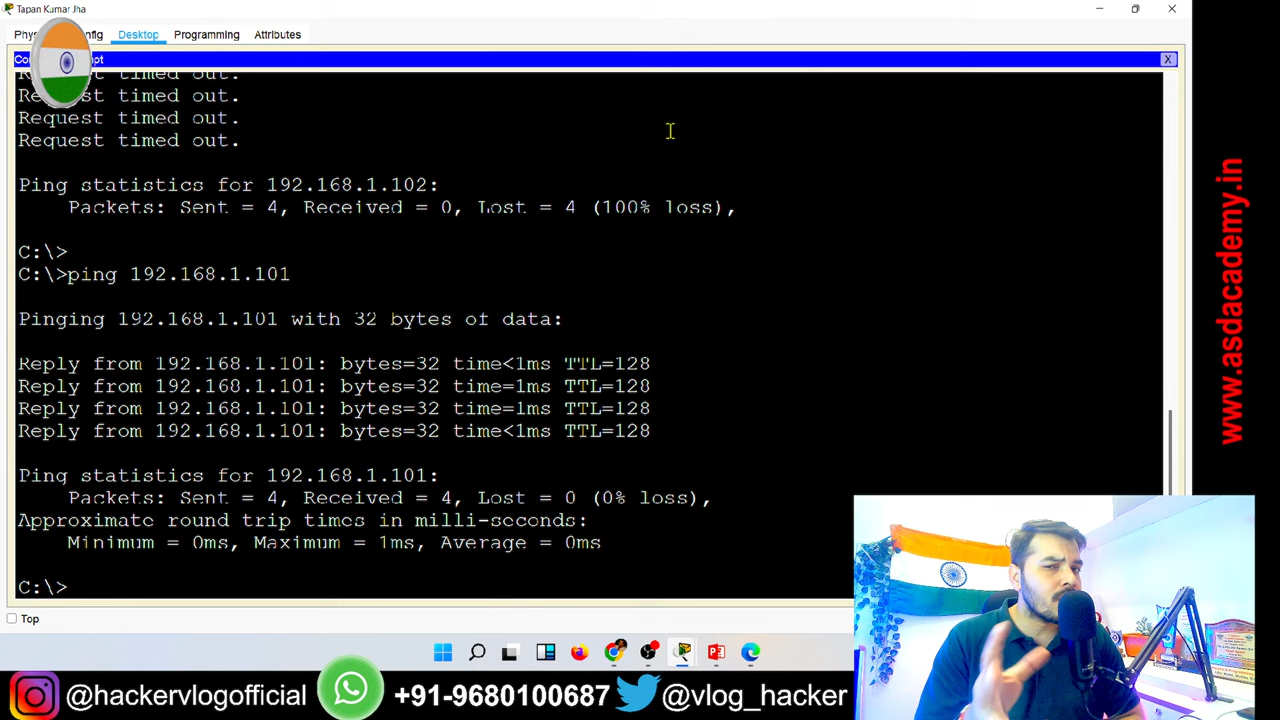 Tapan Kumar Jha
Desktop
Programming
Attributes
X
Request timed out.
Request timed out.
Request timed out.
Request timed out.
Ping statistics for 192.168.1.102:
Packets: Sent = 4, Received = 0, Lost = 4 (100% loss),
C:\>
C:\>ping 192.168.1.101
Pinging 192.168.1.101 with 32 bytes of data:
Reply from 192.168.1.101: bytes=32 time<1ms TTL=128
Reply from 192.168.1.101: bytes=32 time=1ms TTL=128
Reply from 192.168.1.101: bytes=32 time=1ms TTL=128
Reply from 192.168.1.101: bytes=32 time<1ms TTL=128
Ping statistics for 192.168.1.101:
Packets: Sent = 4, Received = 4, Lost = 0 (0% loss),
Approximate round trip times in milli-seconds:
Minimum = 0ms, Maximum = 1ms, Average = 0ms
C:\>
Top
www.asdacademy.in
@hackervlogofficial
+91-9680100687
@vlog_hacker